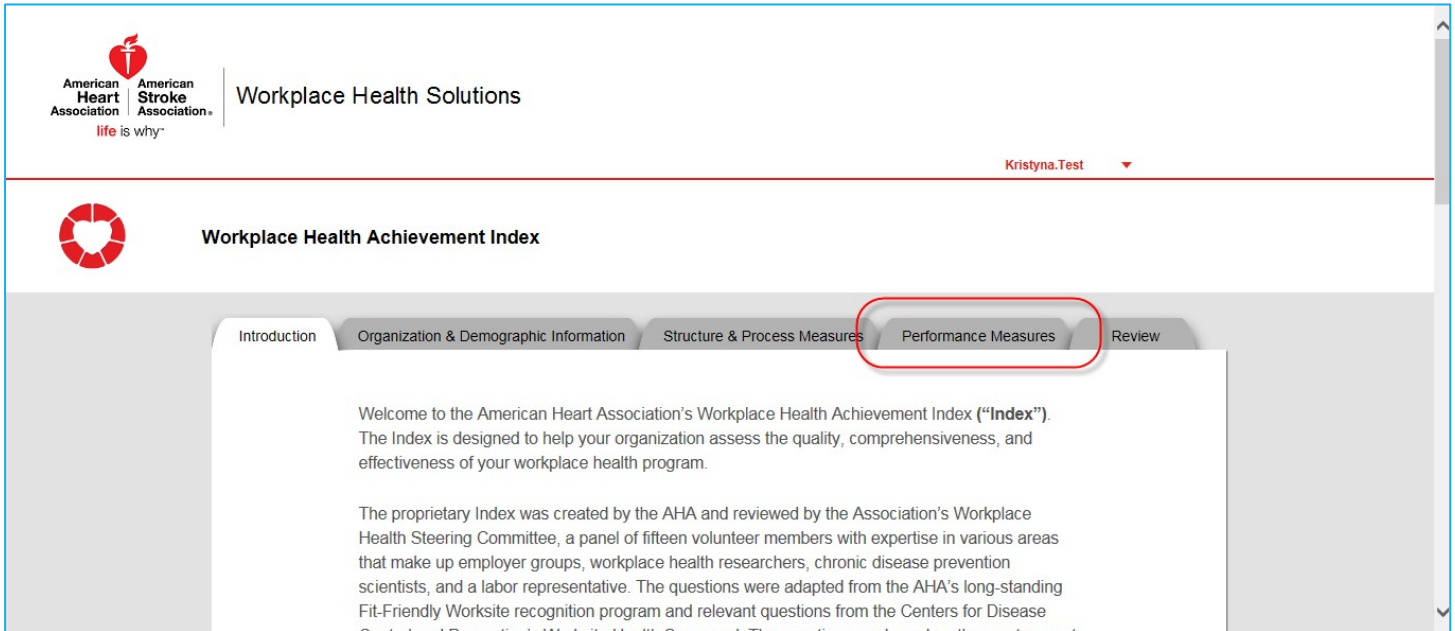 American Heart Association
American Stroke Association®
life is why™
Workplace Health Solutions
Kristyna.Test
Workplace Health Achievement Index
Introduction
Organization & Demographic Information
Structure & Process Measures
Performance Measures
Review
Welcome to the American Heart Association’s Workplace Health Achievement Index (“Index”).
The Index is designed to help your organization assess the quality, comprehensiveness, and
effectiveness of your workplace health program.
The proprietary Index was created by the AHA and reviewed by the Association’s Workplace
Health Steering Committee, a panel of fifteen volunteer members with expertise in various areas
that make up employer groups, workplace health researchers, chronic disease prevention
scientists, and a labor representative. The questions were adapted from the AHA’s long-standing
Fit-Friendly Worksite recognition program and relevant questions from the Centers for Disease